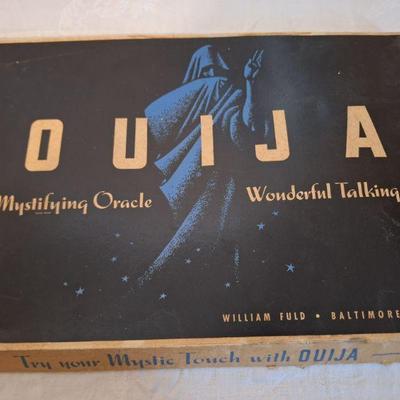 OUIJA
Mystifying Oracle Wonderful Talking
WILLIAM FULD • BALTIMORE
Try your Mystic Touch with OUIJA